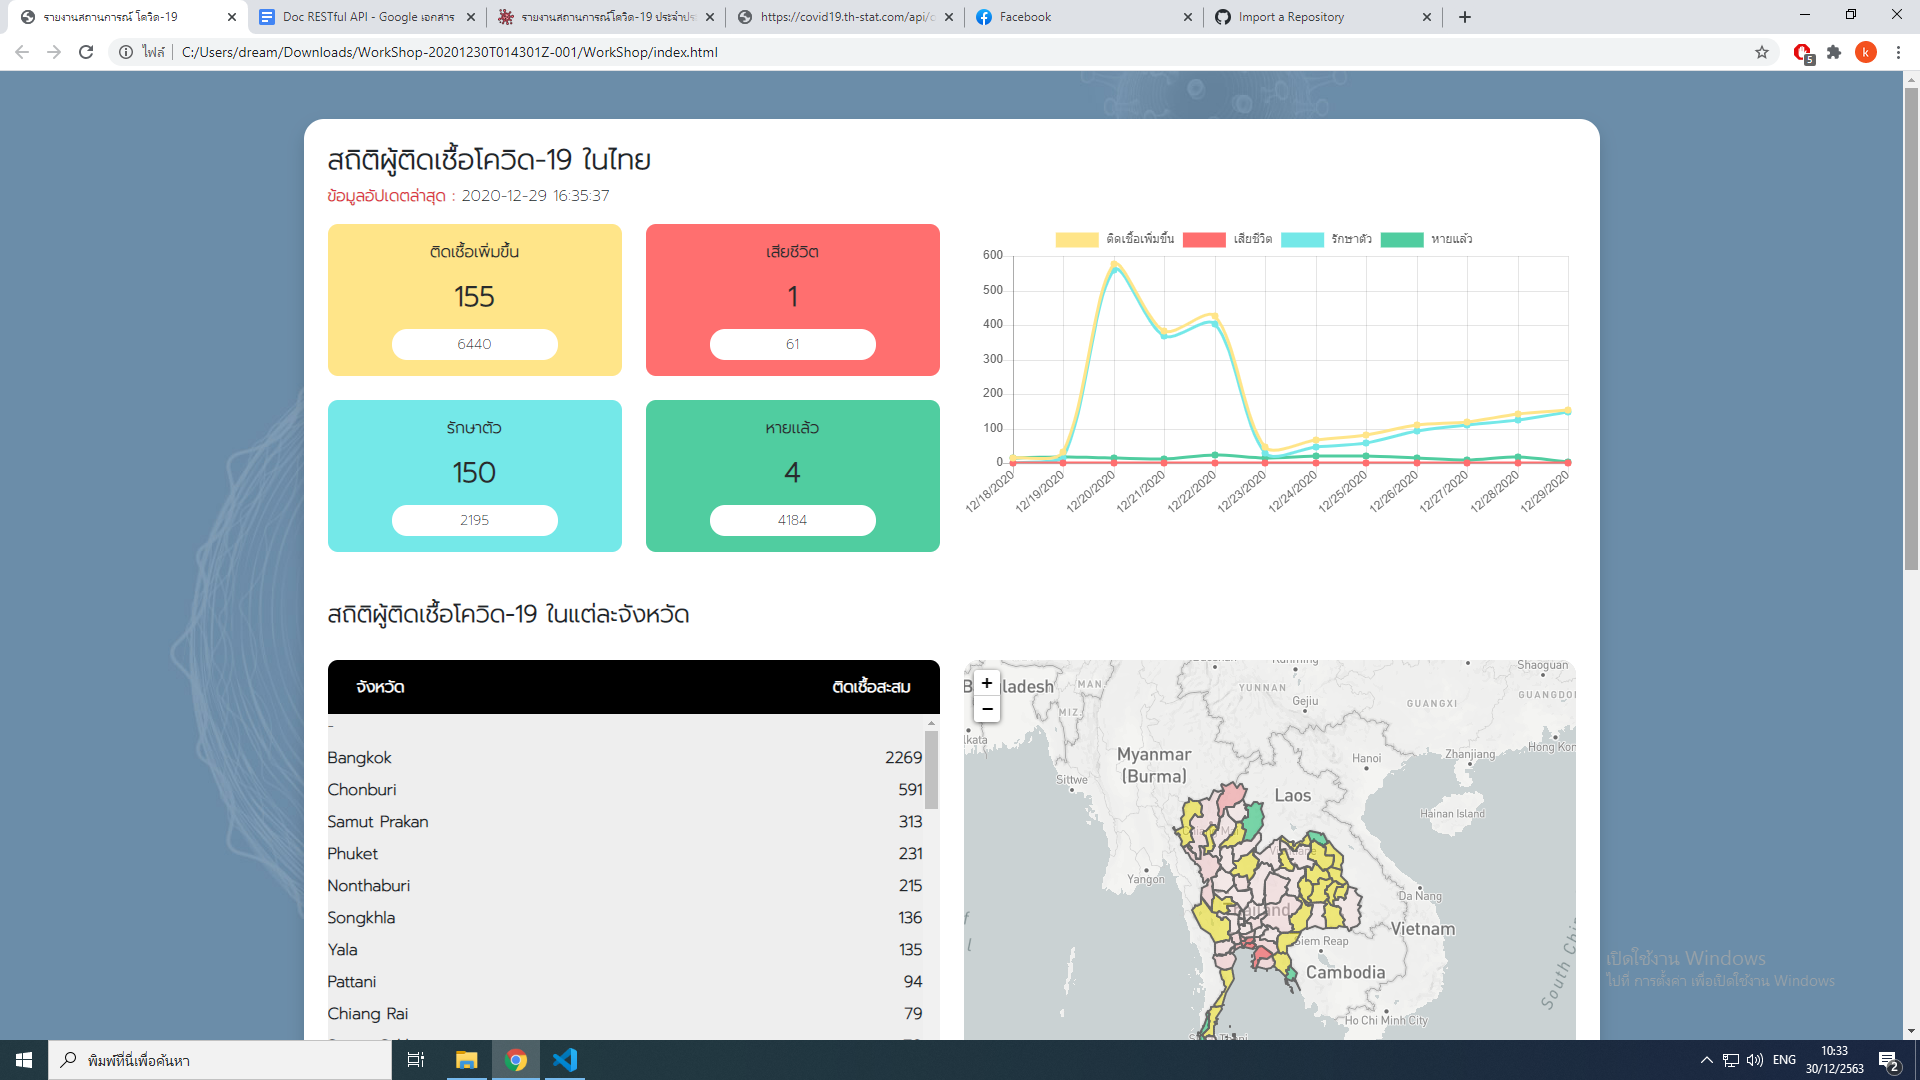 รายงานสถานการณ์ โควิด-19
Doc RESTful API - Google เอกสาร
รายงานสถานการณ์โควิด-19 ประจำประ
https://covid19.th-stat.com/api/o
Facebook
Import a Repository
ไฟล์
C:/Users/dream/Downloads/WorkShop-20201230T014301Z-001/WorkShop/index.html
5
k
สถิติผู้ติดเชื้อโควิด-19 ในไทย
ข้อมูลอัปเดตล่าสุด : 2020-12-29 16:35:37
ติดเชื้อเพิ่มขึ้น
155
6440
เสียชีวิต
1
61
รักษาตัว
150
2195
หายแล้ว
4
4184
ติดเชื้อเพิ่มขึ้น เสียชีวิต รักษาตัว หายแล้ว
600
500
400
300
200
100
0
12/18/2020
12/19/2020
12/20/2020
12/21/2020
12/22/2020
12/23/2020
12/24/2020
12/25/2020
12/26/2020
12/27/2020
12/28/2020
12/29/2020
สถิติผู้ติดเชื้อโควิด-19 ในแต่ละจังหวัด
จังหวัด ติดเชื้อสะสม
Bangkok 2269
Chonburi 591
Samut Prakan 313
Phuket 231
Nonthaburi 215
Songkhla 136
Yala 135
Pattani 94
Chiang Rai 79
+
−
Shaoguan
MAN.
YUNNAN
GUANGXI
Gejiu
MIZ.
Hong Kon
Hanoi
Zhanjiang
Myanmar
(Burma)
Sittwe
Laos
Hainan Island
Yangon
Da Nang
Thailand
Vietnam
Siem Reap
Cambodia
South Chin
Ho Chi Minh City
เปิดใช้งาน Windows
ไปที่ การตั้งค่า เพื่อเปิดใช้งาน Windows
พิมพ์ที่นี่เพื่อค้นหา
ENG
10:33
30/12/2563
2